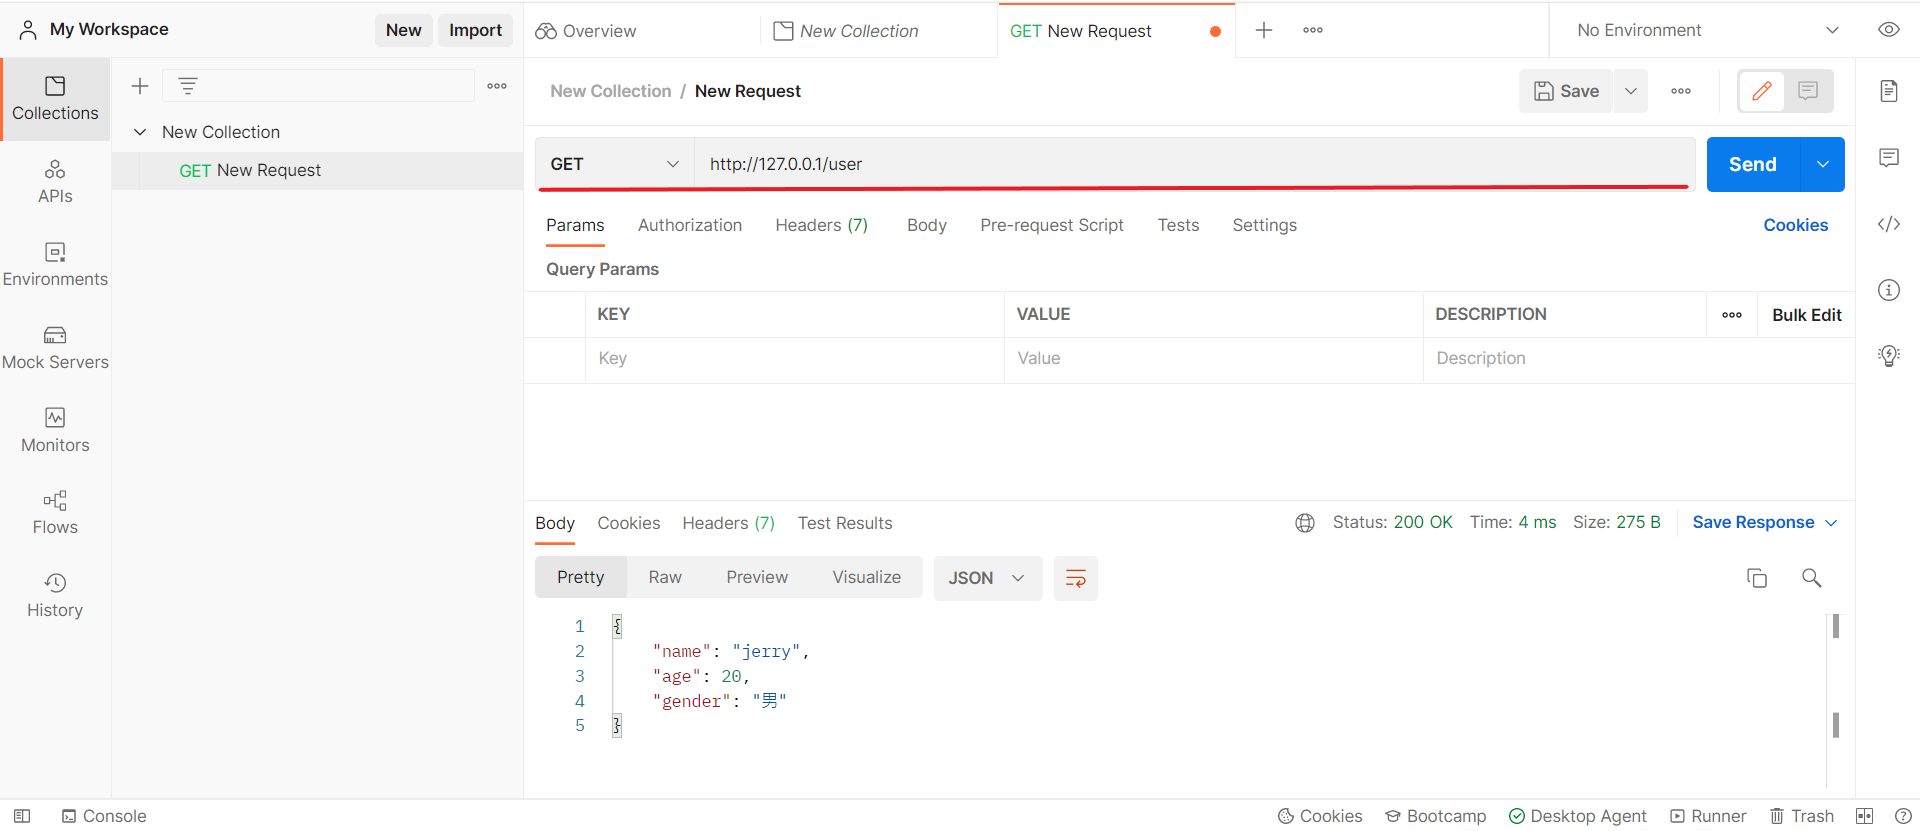 My Workspace
New
Import
Overview
New Collection
GET New Request
No Environment
Collections
APIs
Environments
Mock Servers
Monitors
Flows
History
New Collection
GET New Request
New Collection / New Request
Save
GET
http://127.0.0.1/user
Send
Params
Authorization
Headers (7)
Body
Pre-request Script
Tests
Settings
Cookies
Query Params
KEY
VALUE
DESCRIPTION
Bulk Edit
Key
Value
Description
Body
Cookies
Headers (7)
Test Results
Status: 200 OK
Time: 4 ms
Size: 275 B
Save Response
Pretty
Raw
Preview
Visualize
JSON
1 {
2 "name": "jerry",
3 "age": 20,
4 "gender": "男"
5 }
Console
Cookies
Bootcamp
Desktop Agent
Runner
Trash